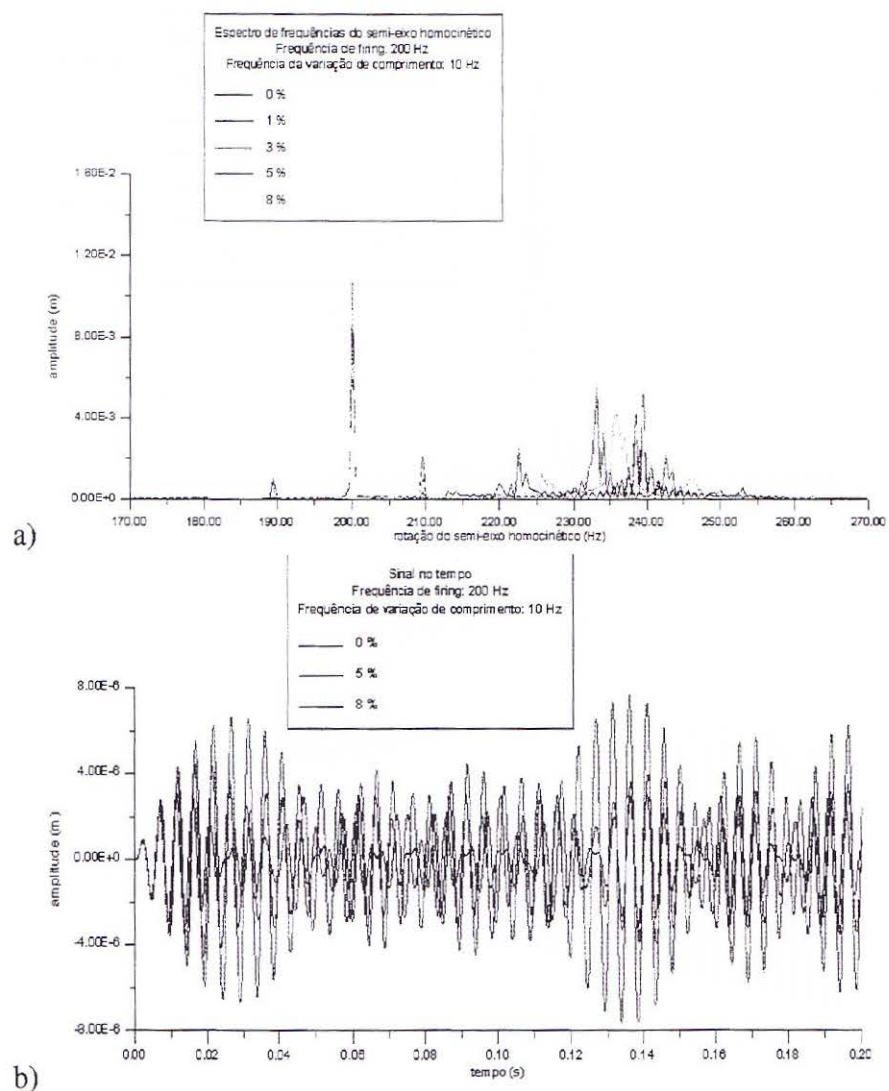 Espectro de frequências do semi-eixo homocinético
Frequência de firing: 200 Hz
Frequência da variação de comprimento: 10 Hz
0 %
1 %
3 %
5 %
8 %
1.60E-2
1.20E-2
8.00E-3
4.00E-3
0.00E+0
amplitude (m)
170.00 180.00 190.00 200.00 210.00 220.00 230.00 240.00 250.00 260.00 270.00
rotação do semi-eixo homocinético (Hz)
a)
Sinal no tempo
Frequência de firing: 200 Hz
Frequência de variação de comprimento: 10 Hz
0 %
5 %
8 %
8.00E-6
4.00E-6
0.00E+0
-4.00E-6
-8.00E-6
amplitude (m)
0.00 0.02 0.04 0.06 0.08 0.10 0.12 0.14 0.16 0.18 0.20
tempo (s)
b)